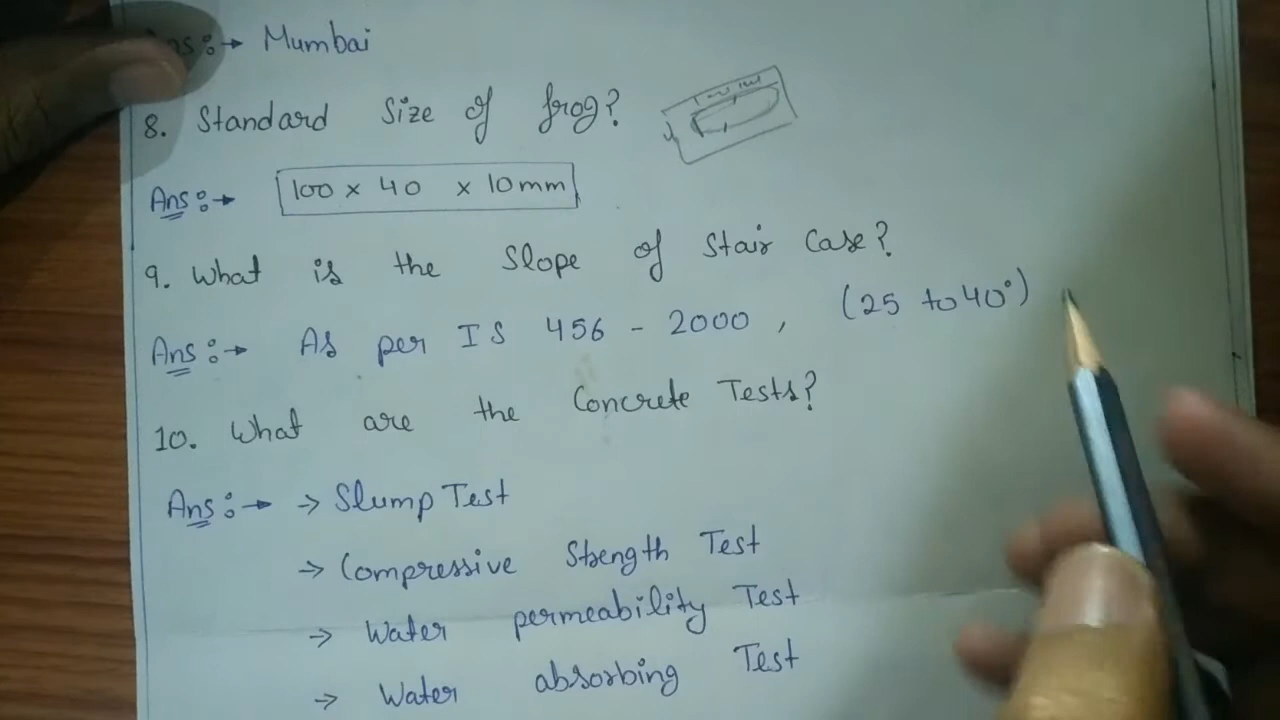 Ans:→ Mumbai
8. Standard Size of frog?
Ans:→ 100 x 40 x 10mm
9. What is the Slope of Stair Case?
Ans:→ As per IS 456 - 2000, (25 to 40°)
10. What are the Concrete Tests?
Ans:→ → Slump Test
→ Compressive Strength Test
→ Water permeability Test
→ Water absorbing Test